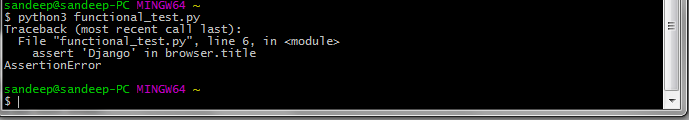 sandeep@sandeep-PC MINGW64 ~
$ python3 functional_test.py
Traceback (most recent call last):
  File "functional_test.py", line 6, in <module>
    assert 'Django' in browser.title
AssertionError
sandeep@sandeep-PC MINGW64 ~
$